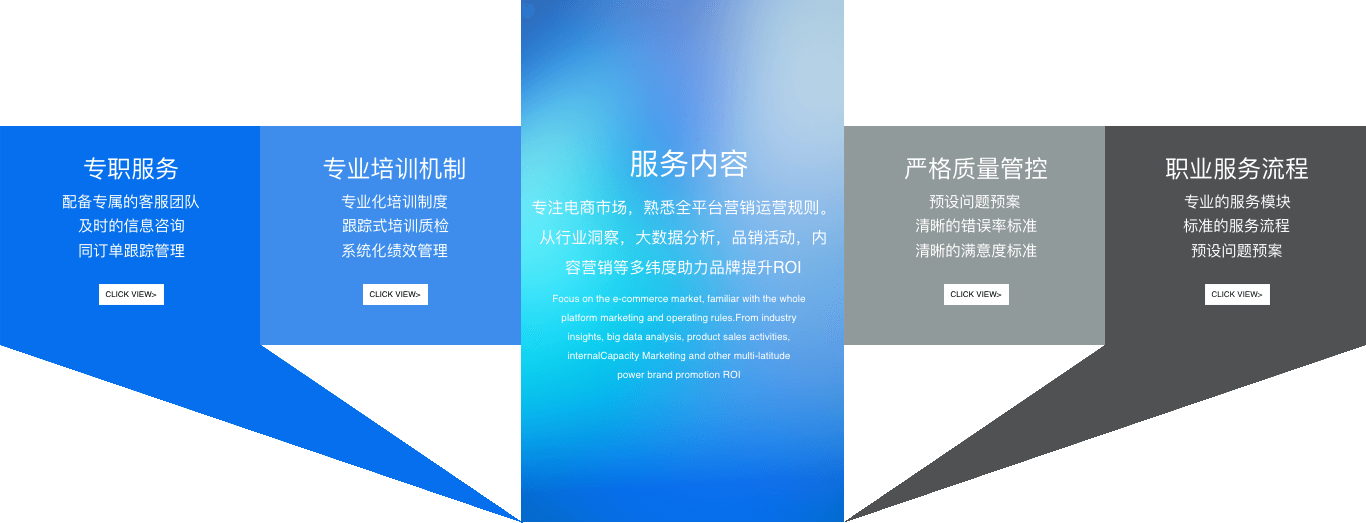 专职服务
配备专属的客服团队
及时的信息咨询
同订单跟踪管理
CLICK VIEW>
专业培训机制
专业化培训制度
跟踪式培训质检
系统化绩效管理
CLICK VIEW>
服务内容
专注电商市场，熟悉全平台营销运营规则。
从行业洞察，大数据分析，品销活动，内
容营销等多纬度助力品牌提升ROI
Focus on the e-commerce market, familiar with the whole
platform marketing and operating rules.From industry
insights, big data analysis, product sales activities,
internalCapacity Marketing and other multi-latitude
power brand promotion ROI
严格质量管控
预设问题预案
清晰的错误率标准
清晰的满意度标准
CLICK VIEW>
职业服务流程
专业的服务模块
标准的服务流程
预设问题预案
CLICK VIEW>